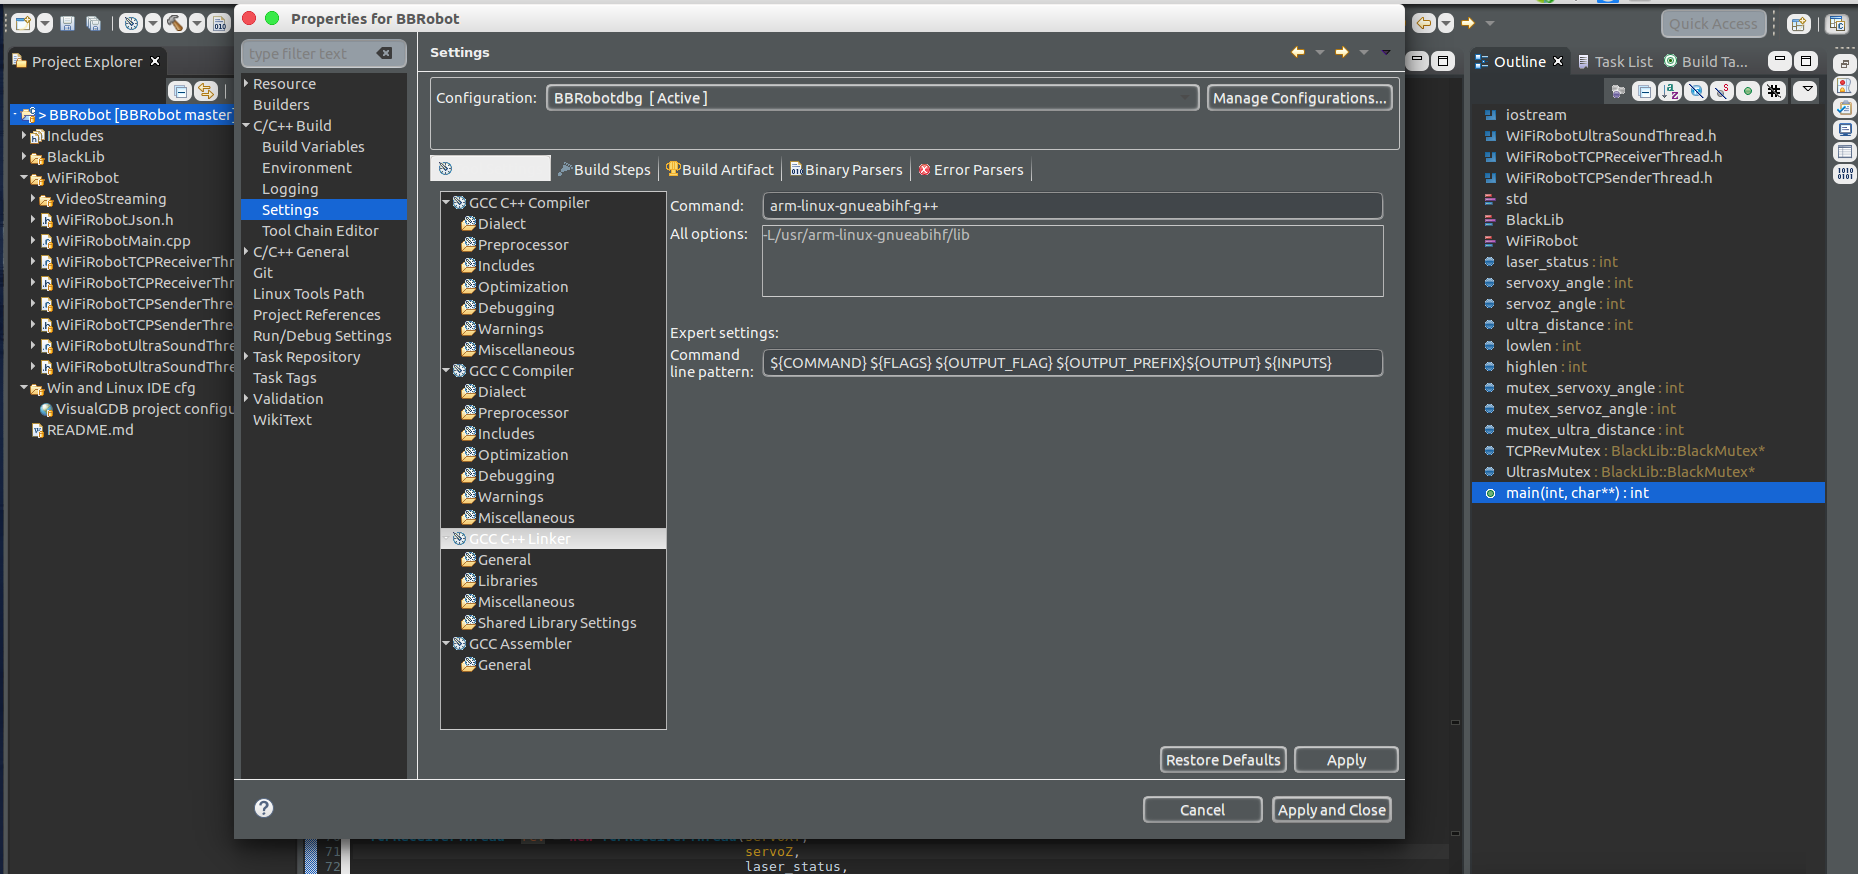 Properties for BBRobot
Quick Access
Project Explorer
> BBRobot [BBRobot master]
Includes
BlackLib
WiFiRobot
VideoStreaming
WiFiRobotJson.h
WiFiRobotMain.cpp
WiFiRobotTCPReceiverThr
WiFiRobotTCPReceiverThr
WiFiRobotTCPSenderThre
WiFiRobotTCPSenderThre
WiFiRobotUltraSoundThre
WiFiRobotUltraSoundThre
Win and Linux IDE cfg
VisualGDB project configu
README.md
type filter text
Resource
Builders
C/C++ Build
Build Variables
Environment
Logging
Settings
Tool Chain Editor
C/C++ General
Git
Linux Tools Path
Project References
Run/Debug Settings
Task Repository
Task Tags
Validation
WikiText
Settings
Configuration: BBRobotdbg [ Active ] Manage Configurations...
Build Steps Build Artifact Binary Parsers Error Parsers
GCC C++ Compiler
Dialect
Preprocessor
Includes
Optimization
Debugging
Warnings
Miscellaneous
GCC C Compiler
Dialect
Preprocessor
Includes
Optimization
Debugging
Warnings
Miscellaneous
GCC C++ Linker
General
Libraries
Miscellaneous
Shared Library Settings
GCC Assembler
General
Command: arm-linux-gnueabihf-g++
All options: -L/usr/arm-linux-gnueabihf/lib
Expert settings:
Command
line pattern: ${COMMAND} ${FLAGS} ${OUTPUT_FLAG} ${OUTPUT_PREFIX}${OUTPUT} ${INPUTS}
Restore Defaults Apply
Cancel Apply and Close
71 servoZ,
72 laser_status,
Outline Task List Build Ta...
iostream
WiFiRobotUltraSoundThread.h
WiFiRobotTCPReceiverThread.h
WiFiRobotTCPSenderThread.h
std
BlackLib
WiFiRobot
laser_status : int
servoxy_angle : int
servoz_angle : int
ultra_distance : int
lowlen : int
highlen : int
mutex_servoxy_angle : int
mutex_servoz_angle : int
mutex_ultra_distance : int
TCPRevMutex : BlackLib::BlackMutex*
UltrasMutex : BlackLib::BlackMutex*
main(int, char**) : int